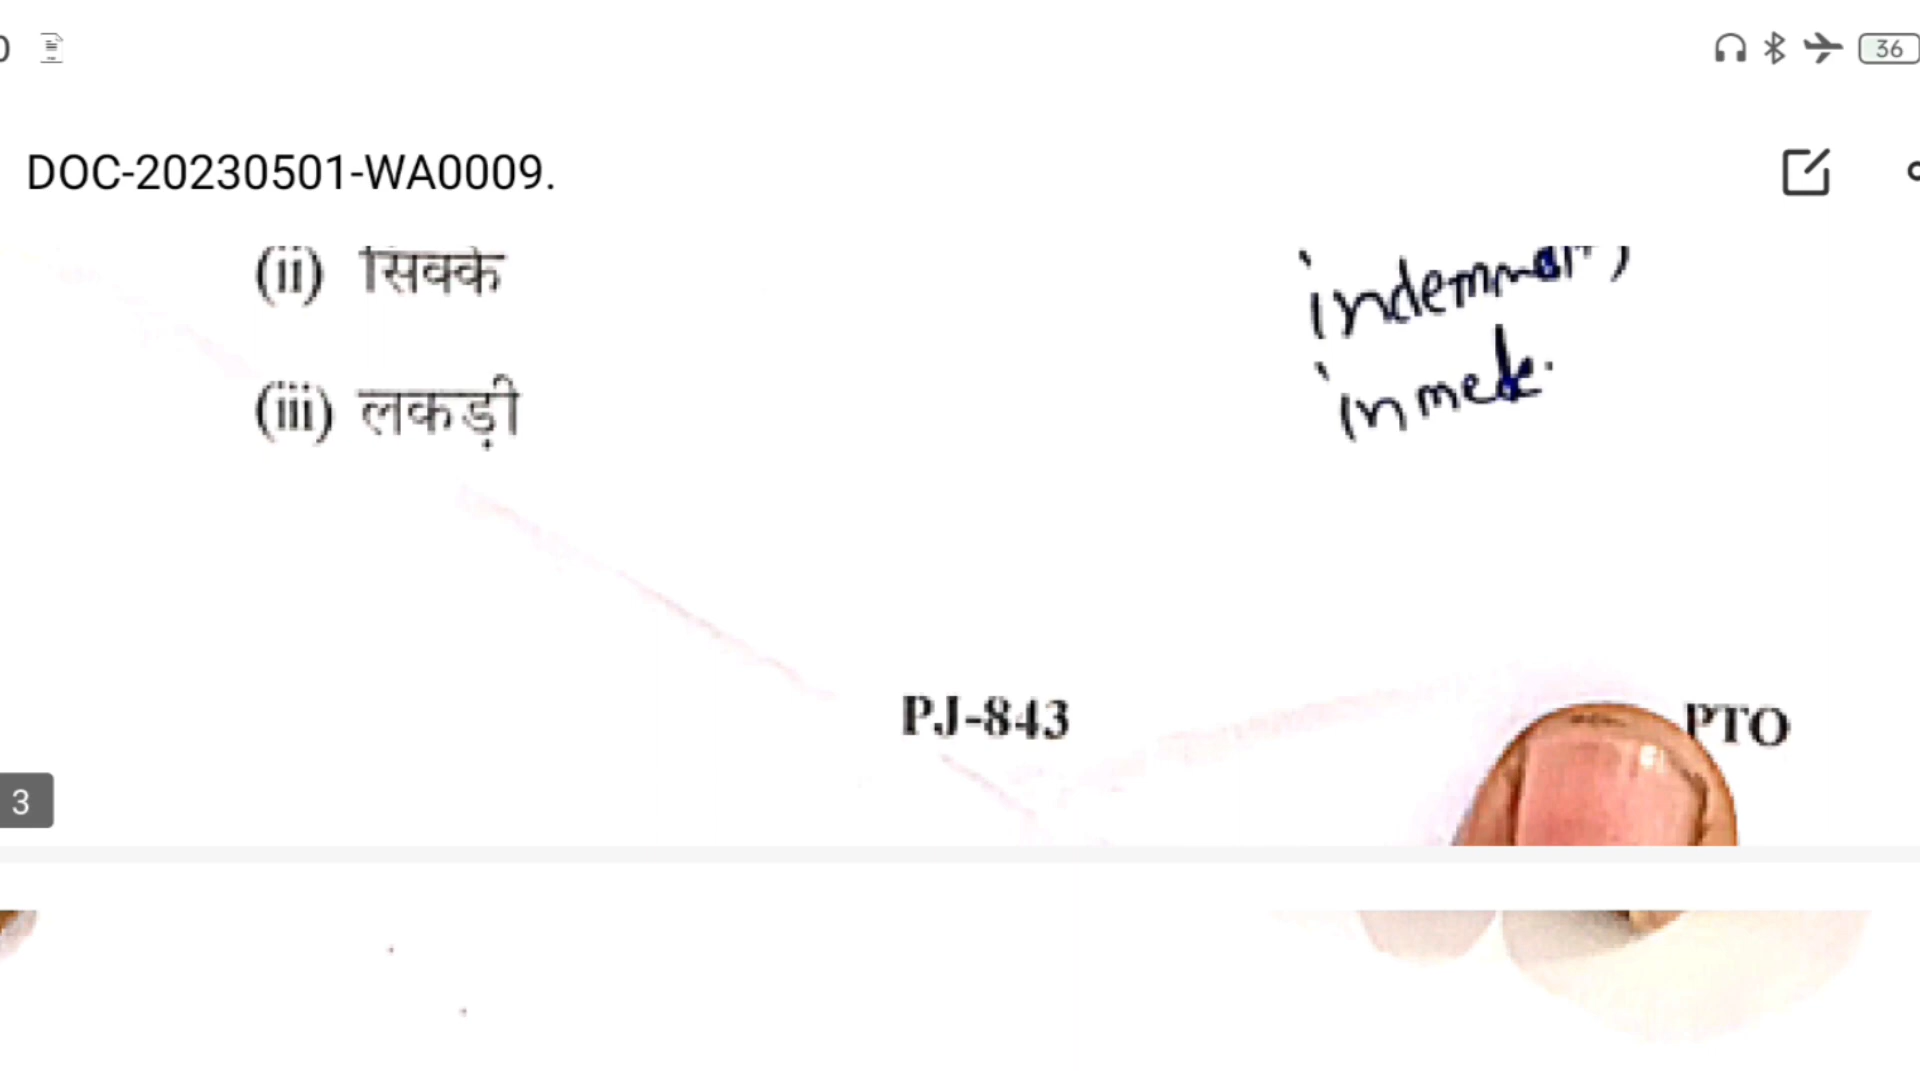 36
DOC-20230501-WA0009.
(ii) सिक्के
(iii) लकड़ी
PJ-843
PTO
3